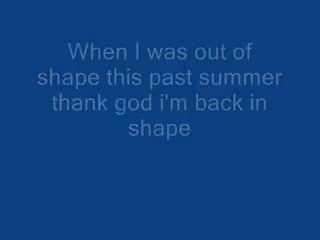 When I was out of
shape this past summer
thank god i'm back in
shape